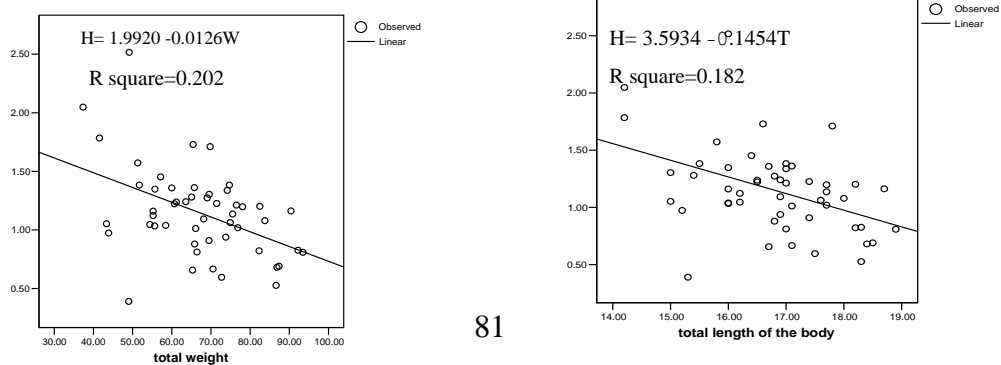 Observed
Linear
H= 1.9920 -0.0126W
R square=0.202
2.50
2.00
1.50
1.00
0.50
30.00 40.00 50.00 60.00 70.00 80.00 90.00 100.00
total weight
81
Observed
Linear
H= 3.5934 -0.1454T
R square=0.182
2.50
2.00
1.50
1.00
0.50
14.00 15.00 16.00 17.00 18.00 19.00
total length of the body